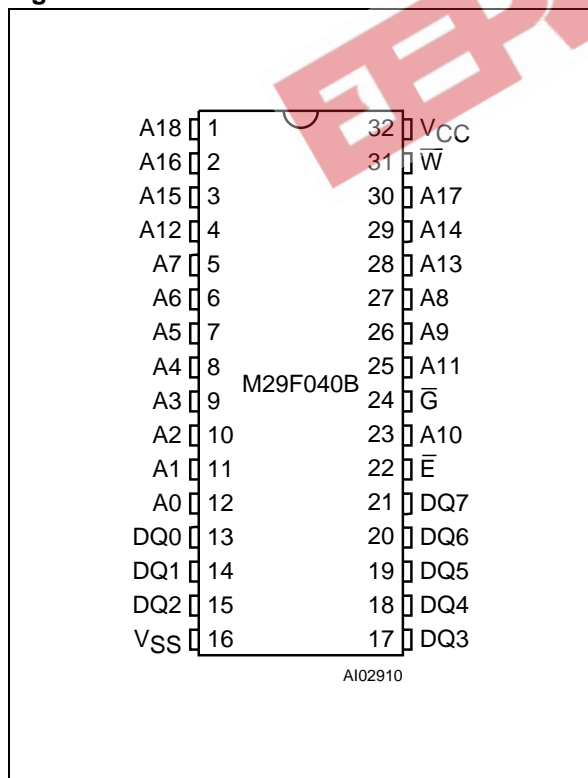 EEPW
A18 1 32 VCC
A16 2 31 W̅
A15 3 30 A17
A12 4 29 A14
A7 5 28 A13
A6 6 27 A8
A5 7 26 A9
A4 8 25 A11
M29F040B
A3 9 24 G̅
A2 10 23 A10
A1 11 22 E̅
A0 12 21 DQ7
DQ0 13 20 DQ6
DQ1 14 19 DQ5
DQ2 15 18 DQ4
VSS 16 17 DQ3
AI02910